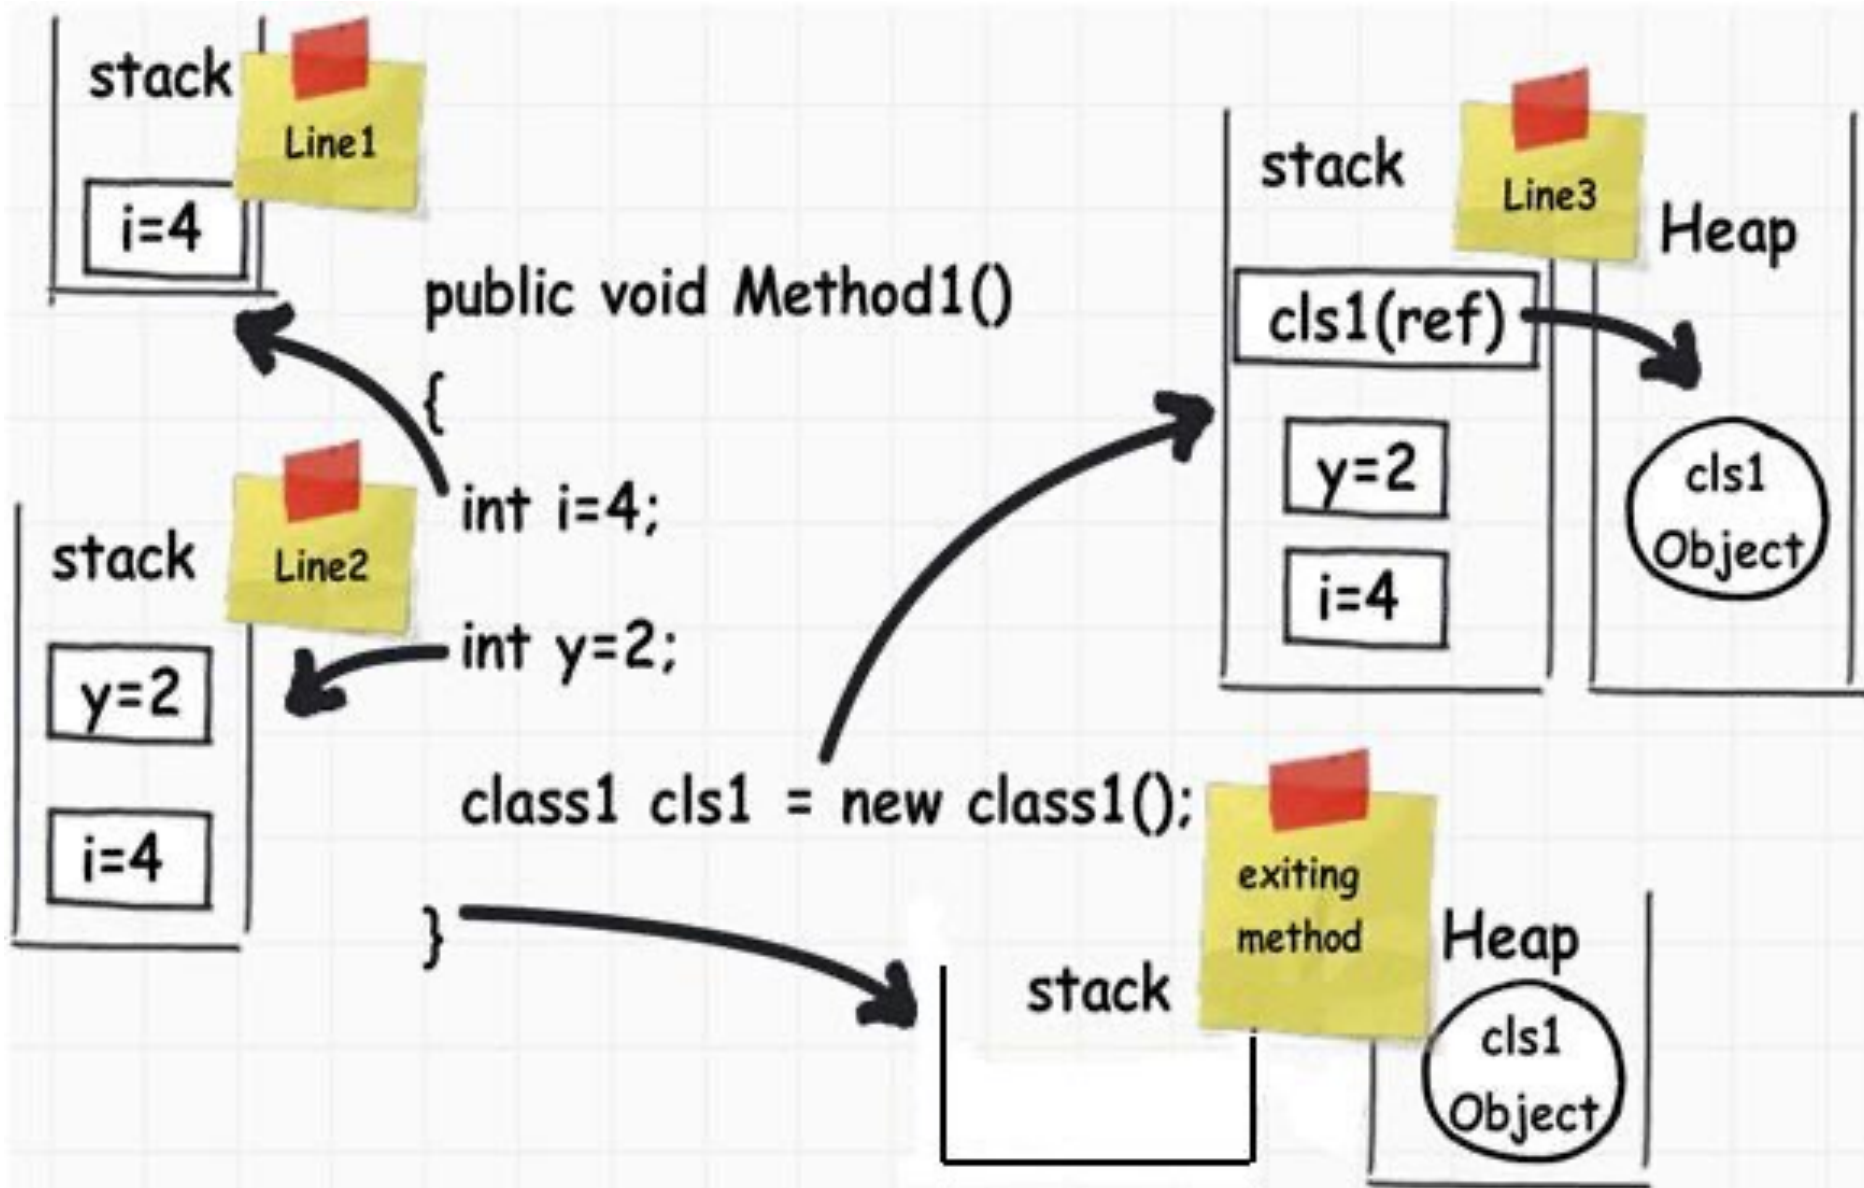 stack
Line1
i=4
public void Method1()
{
int i=4;
int y=2;
class1 cls1 = new class1();
}
stack
Line2
y=2
i=4
stack
Line3
Heap
cls1(ref)
y=2
i=4
cls1
Object
exiting
method
stack
Heap
cls1
Object